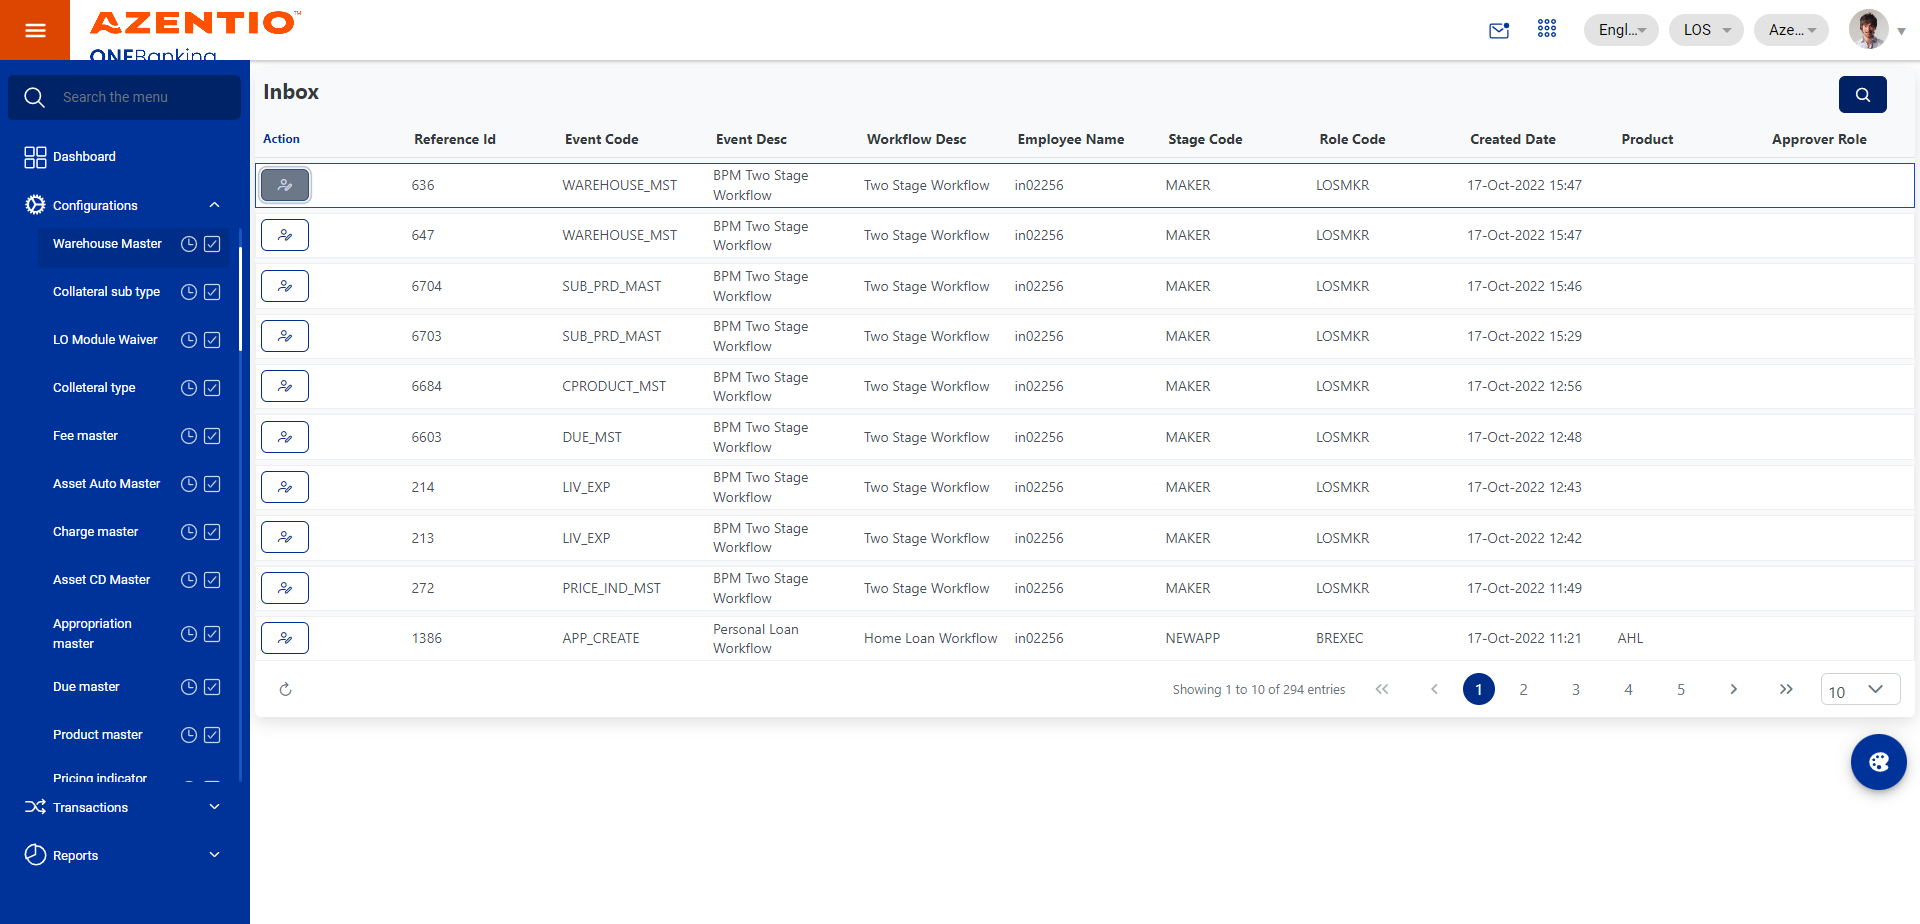 AZENTIO™
ONEBanking
Engl...
LOS
Aze...
Search the menu
Dashboard
Configurations
Warehouse Master
Collateral sub type
LO Module Waiver
Colleteral type
Fee master
Asset Auto Master
Charge master
Asset CD Master
Appropriation
master
Due master
Product master
Pricing indicator
Transactions
Reports
Inbox
Action Reference Id Event Code Event Desc Workflow Desc Employee Name Stage Code Role Code Created Date Product Approver Role
636 WAREHOUSE_MST BPM Two Stage Workflow Two Stage Workflow in02256 MAKER LOSMKR 17-Oct-2022 15:47
647 WAREHOUSE_MST BPM Two Stage Workflow Two Stage Workflow in02256 MAKER LOSMKR 17-Oct-2022 15:47
6704 SUB_PRD_MAST BPM Two Stage Workflow Two Stage Workflow in02256 MAKER LOSMKR 17-Oct-2022 15:46
6703 SUB_PRD_MAST BPM Two Stage Workflow Two Stage Workflow in02256 MAKER LOSMKR 17-Oct-2022 15:29
6684 CPRODUCT_MST BPM Two Stage Workflow Two Stage Workflow in02256 MAKER LOSMKR 17-Oct-2022 12:56
6603 DUE_MST BPM Two Stage Workflow Two Stage Workflow in02256 MAKER LOSMKR 17-Oct-2022 12:48
214 LIV_EXP BPM Two Stage Workflow Two Stage Workflow in02256 MAKER LOSMKR 17-Oct-2022 12:43
213 LIV_EXP BPM Two Stage Workflow Two Stage Workflow in02256 MAKER LOSMKR 17-Oct-2022 12:42
272 PRICE_IND_MST BPM Two Stage Workflow Two Stage Workflow in02256 MAKER LOSMKR 17-Oct-2022 11:49
1386 APP_CREATE Personal Loan Workflow Home Loan Workflow in02256 NEWAPP BREXEC 17-Oct-2022 11:21 AHL
Showing 1 to 10 of 294 entries 1 2 3 4 5 10